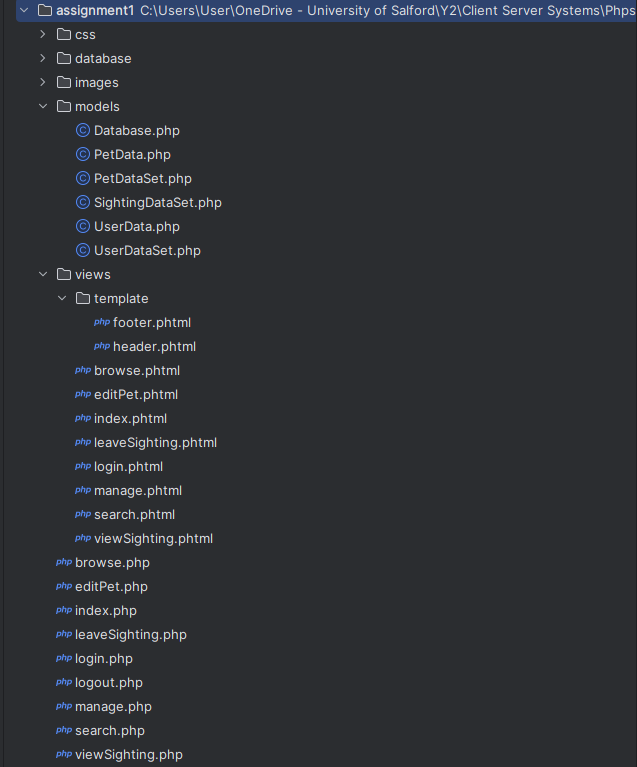 assignment1 C:\Users\User\OneDrive - University of Salford\Y2\Client Server Systems\Phps
css
database
images
models
C Database.php
C PetData.php
C PetDataSet.php
C SightingDataSet.php
C UserData.php
C UserDataSet.php
views
template
php footer.phtml
php header.phtml
php browse.phtml
php editPet.phtml
php index.phtml
php leaveSighting.phtml
php login.phtml
php manage.phtml
php search.phtml
php viewSighting.phtml
php browse.php
php editPet.php
php index.php
php leaveSighting.php
php login.php
php logout.php
php manage.php
php search.php
php viewSighting.php